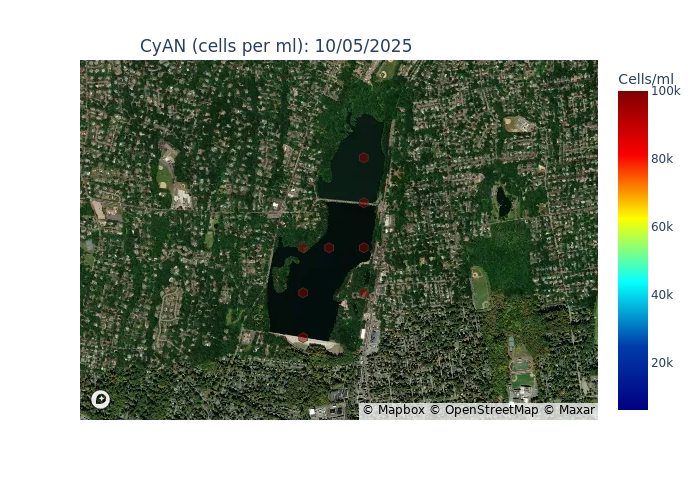 CyAN (cells per ml): 10/05/2025
Cells/ml
100k
80k
60k
40k
20k
© Mapbox © OpenStreetMap © Maxar